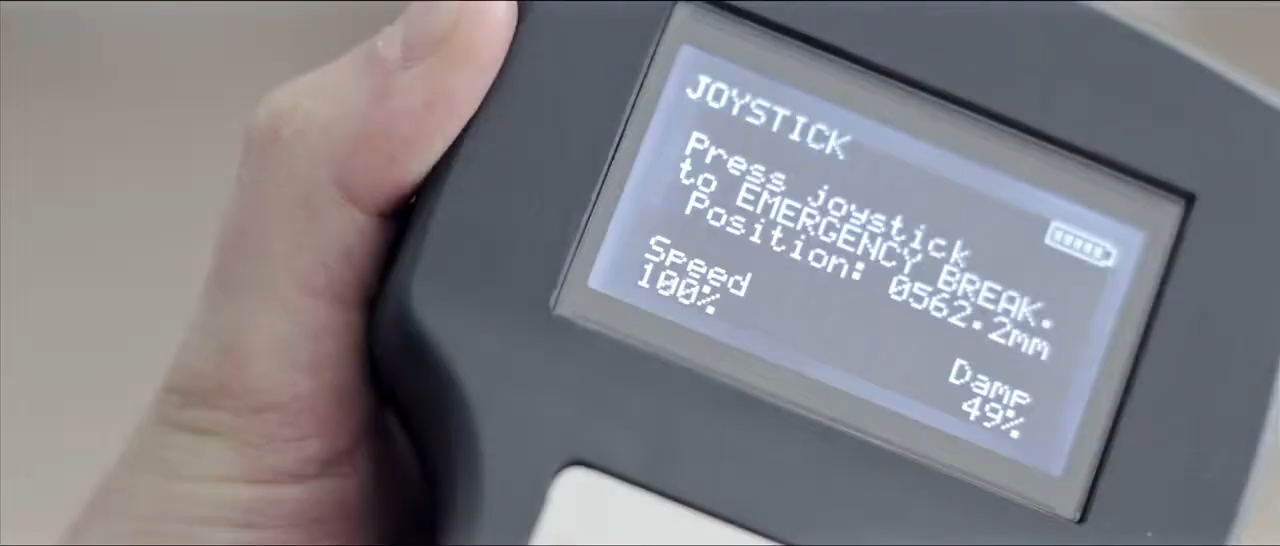 JOYSTICK
Press joystick
to EMERGENCY BREAK.
Position: 0562.2mm
Speed
100%
Damp
49%